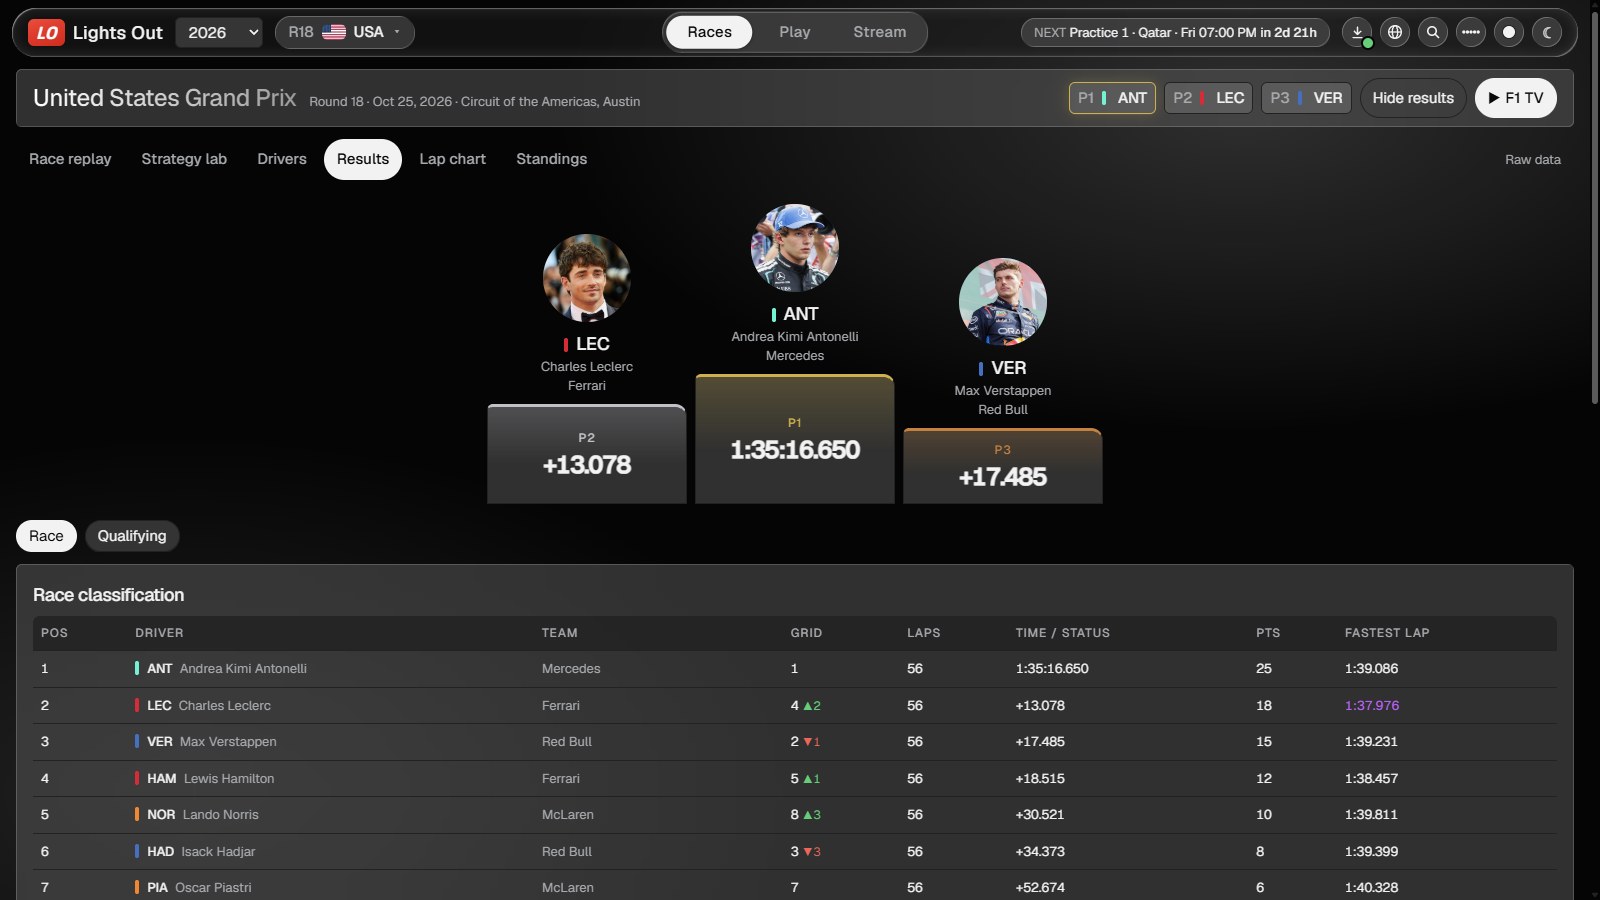 LO Lights Out 2026 R18 USA Races Play Stream NEXT Practice 1 · Qatar · Fri 07:00 PM in 2d 21h
United States Grand Prix Round 18 · Oct 25, 2026 · Circuit of the Americas, Austin P1 ANT P2 LEC P3 VER Hide results F1 TV
Race replay Strategy lab Drivers Results Lap chart Standings Raw data
LEC
Charles Leclerc
Ferrari
P2
+13.078
ANT
Andrea Kimi Antonelli
Mercedes
P1
1:35:16.650
VER
Max Verstappen
Red Bull
P3
+17.485
ORACL
Race Qualifying
Race classification
POS DRIVER TEAM GRID LAPS TIME / STATUS PTS FASTEST LAP
1 ANT Andrea Kimi Antonelli Mercedes 1 56 1:35:16.650 25 1:39.086
2 LEC Charles Leclerc Ferrari 4 ▲2 56 +13.078 18 1:37.976
3 VER Max Verstappen Red Bull 2 ▼1 56 +17.485 15 1:39.231
4 HAM Lewis Hamilton Ferrari 5 ▲1 56 +18.515 12 1:38.457
5 NOR Lando Norris McLaren 8 ▲3 56 +30.521 10 1:39.811
6 HAD Isack Hadjar Red Bull 3 ▼3 56 +34.373 8 1:39.399
7 PIA Oscar Piastri McLaren 7 56 +52.674 6 1:40.328